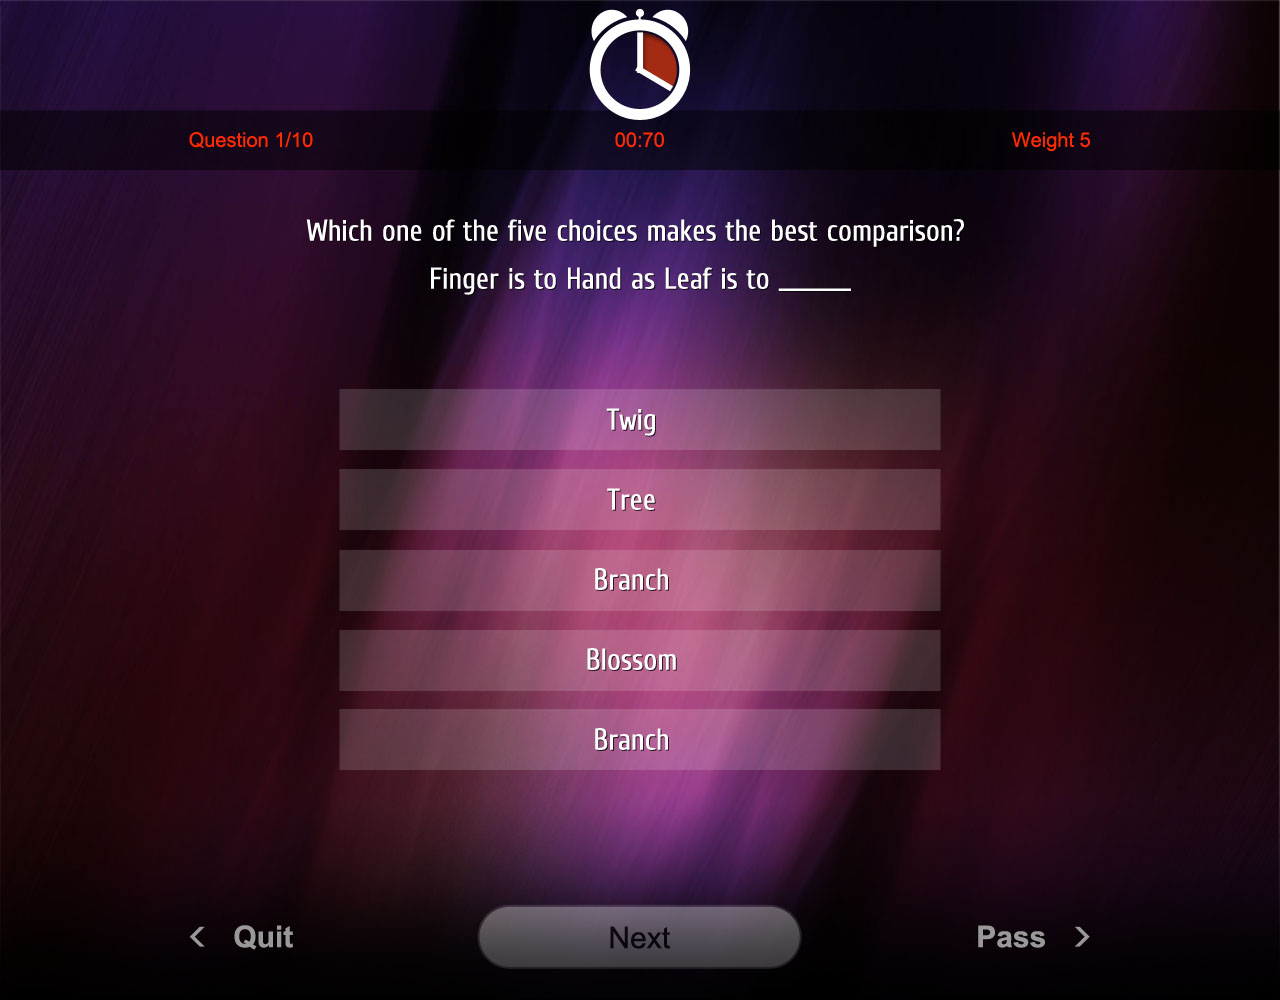 Question 1/10 00:70 Weight 5
Which one of the five choices makes the best comparison?
Finger is to Hand as Leaf is to ______
Twig
Tree
Branch
Blossom
Branch
< Quit Next Pass >